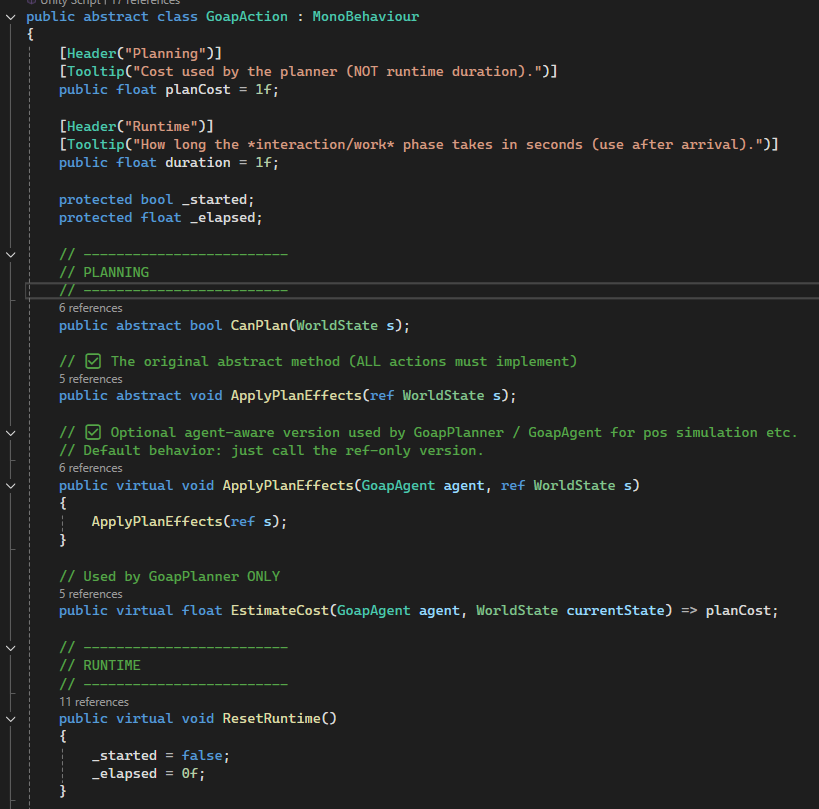 Unity Script | 17 references
public abstract class GoapAction : MonoBehaviour
{
[Header("Planning")]
[Tooltip("Cost used by the planner (NOT runtime duration).")]
public float planCost = 1f;
[Header("Runtime")]
[Tooltip("How long the *interaction/work* phase takes in seconds (use after arrival).")]
public float duration = 1f;
protected bool _started;
protected float _elapsed;
// -------------------------
// PLANNING
// -------------------------
6 references
public abstract bool CanPlan(WorldState s);
// ✅ The original abstract method (ALL actions must implement)
5 references
public abstract void ApplyPlanEffects(ref WorldState s);
// ✅ Optional agent-aware version used by GoapPlanner / GoapAgent for pos simulation etc.
// Default behavior: just call the ref-only version.
6 references
public virtual void ApplyPlanEffects(GoapAgent agent, ref WorldState s)
{
ApplyPlanEffects(ref s);
}
// Used by GoapPlanner ONLY
5 references
public virtual float EstimateCost(GoapAgent agent, WorldState currentState) => planCost;
// -------------------------
// RUNTIME
// -------------------------
11 references
public virtual void ResetRuntime()
{
_started = false;
_elapsed = 0f;
}